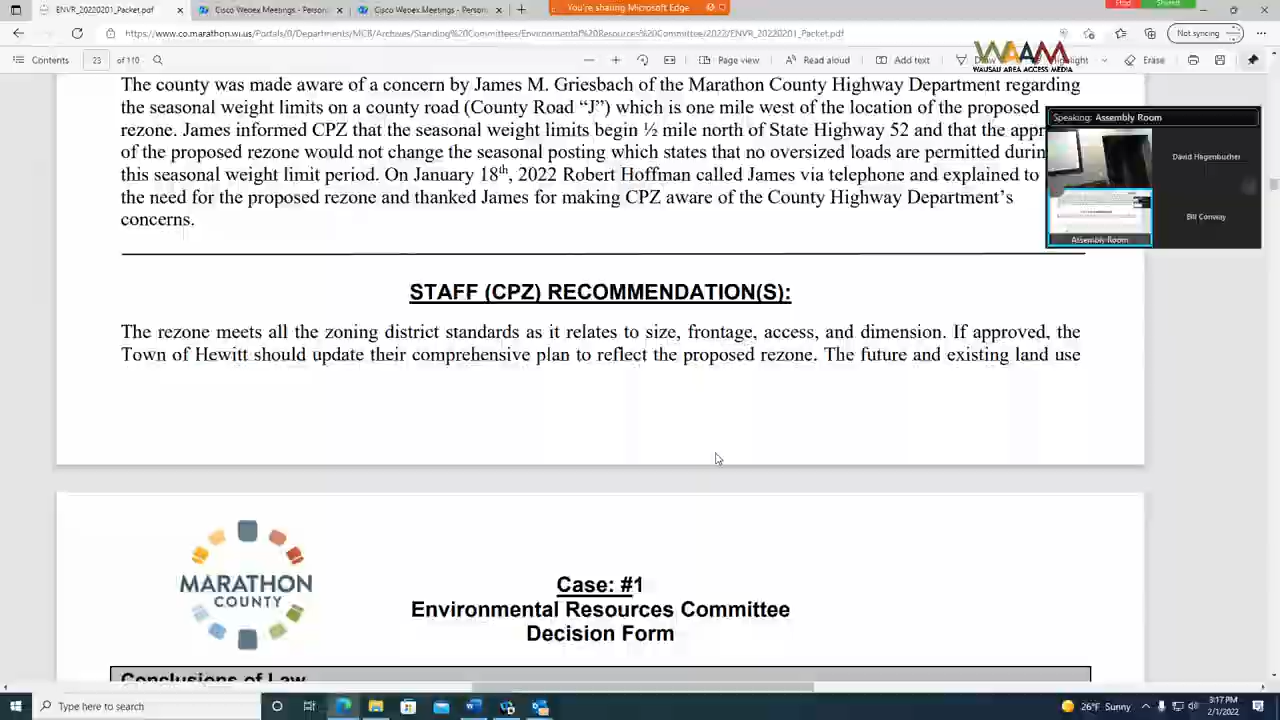 ENVR_20220201_Packet.pdf
Cisco Webex Meetings - Person
Cisco Webex Meetings - Person
You're sharing Microsoft Edge
Stop
Shared
https://www.co.marathon.wi.us/Portals/0/Departments/MCB/Archives/Standing%20Committees/Environmental%20Resources%20Committee/2022/ENVR_20220201_Packet.pdf
Not syncing
Contents
23
of 110
Page view
Read aloud
Add text
Erase
WAAM
WAUSAU AREA ACCESS MEDIA
The county was made aware of a concern by James M. Griesbach of the Marathon County Highway Department regarding
the seasonal weight limits on a county road (County Road “J”) which is one mile west of the location of the proposed
rezone. James informed CPZ that the seasonal weight limits begin ½ mile north of State Highway 52 and that the appr
of the proposed rezone would not change the seasonal posting which states that no oversized loads are permitted durin
this seasonal weight limit period. On January 18th, 2022 Robert Hoffman called James via telephone and explained to
the need for the proposed rezone and thanked James for making CPZ aware of the County Highway Department’s
concerns.
Speaking: Assembly Room
David Hagenbucher
Bill Conway
Assembly Room
STAFF (CPZ) RECOMMENDATION(S):
The rezone meets all the zoning district standards as it relates to size, frontage, access, and dimension. If approved, the
Town of Hewitt should update their comprehensive plan to reflect the proposed rezone. The future and existing land use
MARATHON
COUNTY
Case: #1
Environmental Resources Committee
Decision Form
Conclusions of Law
Type here to search
26°F Sunny
3:17 PM
2/1/2022